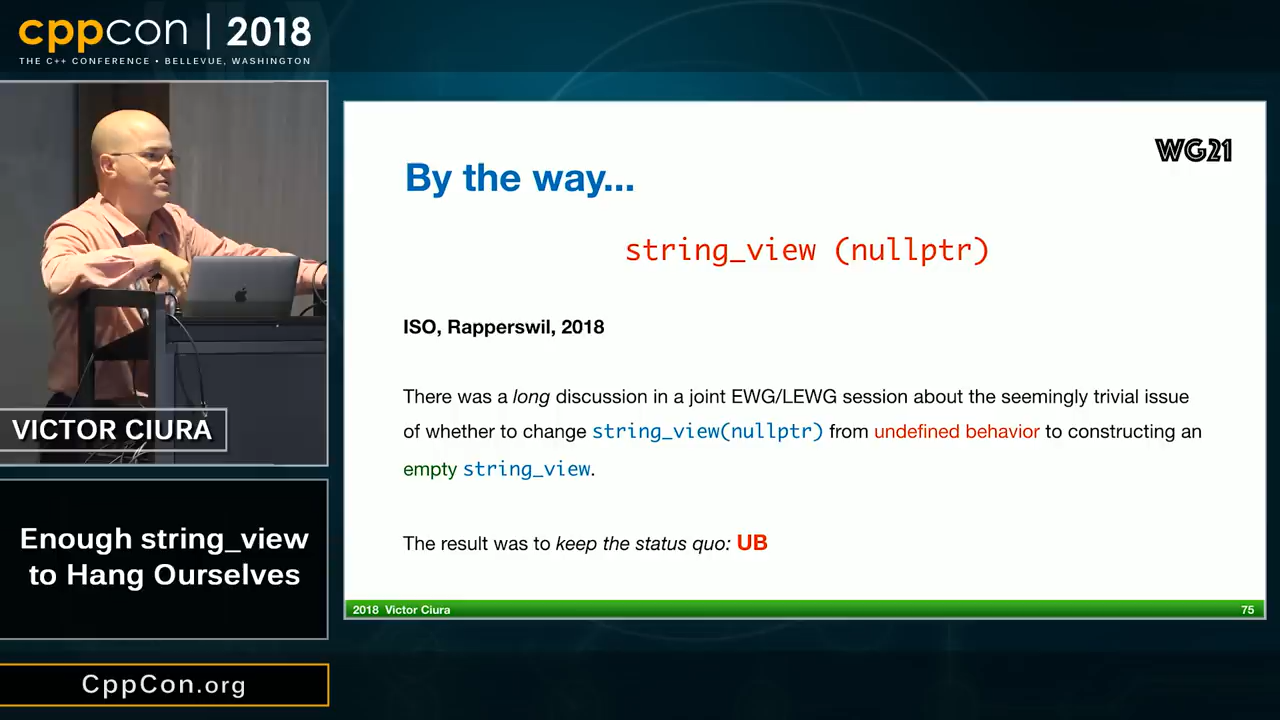 cppcon | 2018
THE C++ CONFERENCE • BELLEVUE, WASHINGTON
VICTOR CIURA
Enough string_view
to Hang Ourselves
CppCon.org
WG21
By the way...
string_view (nullptr)
ISO, Rapperswil, 2018
There was a long discussion in a joint EWG/LEWG session about the seemingly trivial issue
of whether to change string_view(nullptr) from undefined behavior to constructing an
empty string_view.
The result was to keep the status quo: UB
2018 Victor Ciura
75